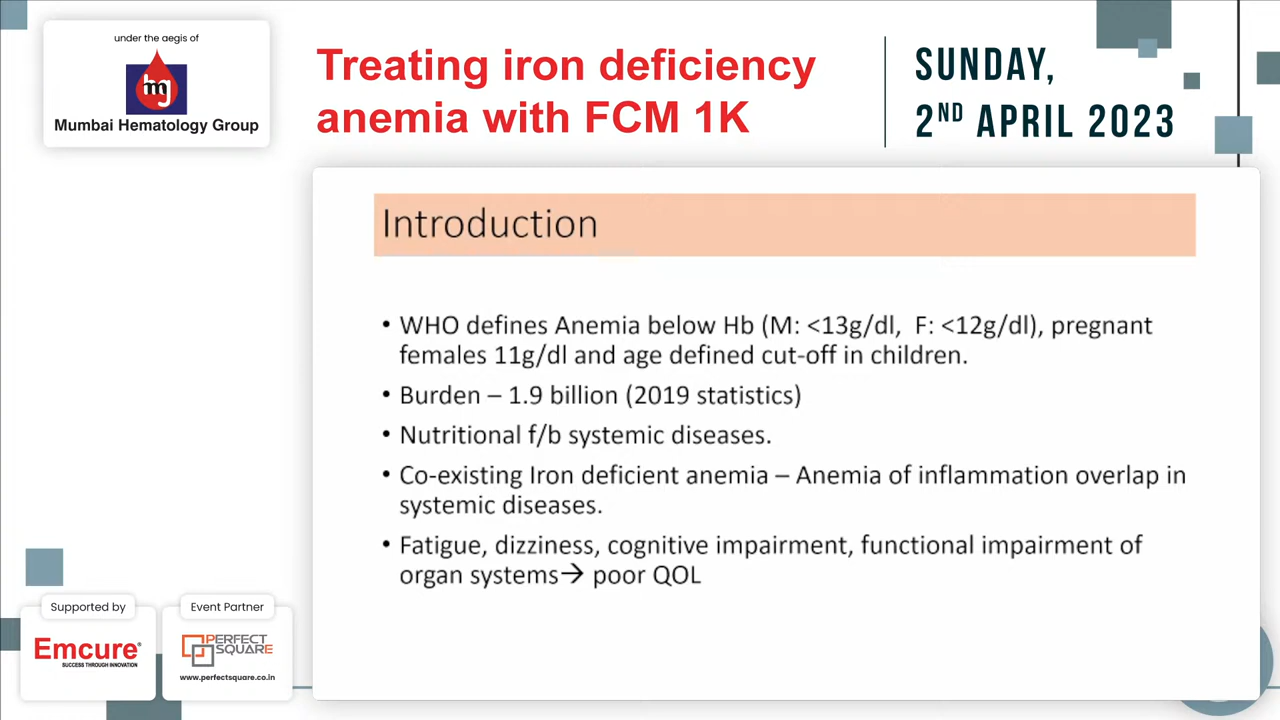 under the aegis of
hmg
Mumbai Hematology Group
Treating iron deficiency
anemia with FCM 1K
SUNDAY,
2ND APRIL 2023
Introduction
• WHO defines Anemia below Hb (M: <13g/dl, F: <12g/dl), pregnant
females 11g/dl and age defined cut-off in children.
• Burden – 1.9 billion (2019 statistics)
• Nutritional f/b systemic diseases.
• Co-existing Iron deficient anemia – Anemia of inflammation overlap in
systemic diseases.
• Fatigue, dizziness, cognitive impairment, functional impairment of
organ systems→ poor QOL
Supported by
Emcure®
SUCCESS THROUGH INNOVATION
Event Partner
PERFECT
SQUARE
www.perfectsquare.co.in